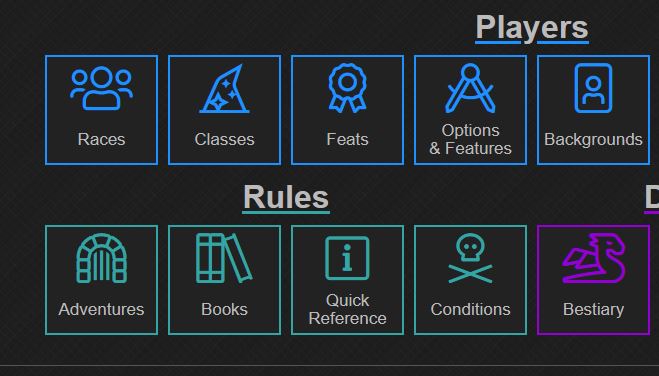 Players
Races
Classes
Feats
Options
& Features
Backgrounds
Rules
D
Adventures
Books
Quick
Reference
Conditions
Bestiary